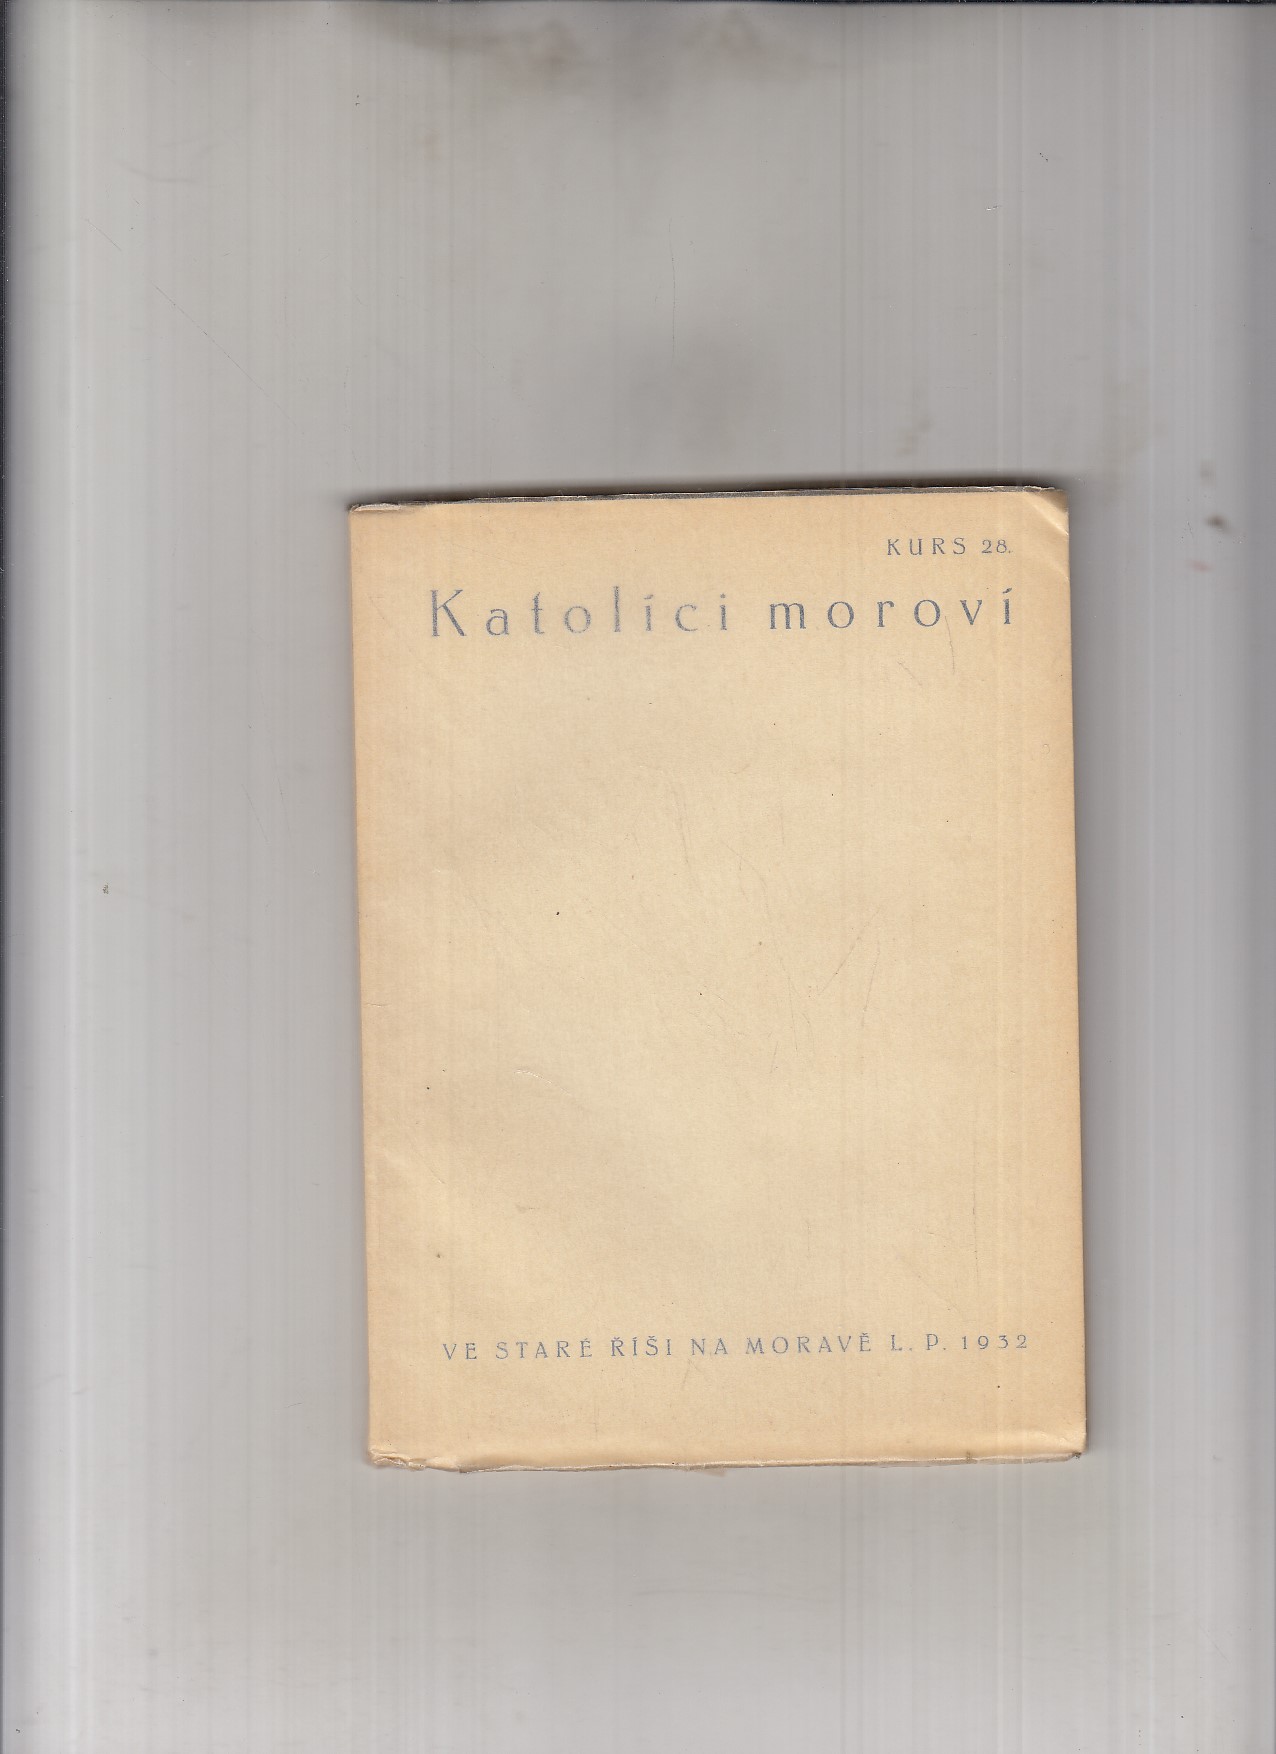 KURS 28.
Katolíci moroví
VE STARÉ ŘÍŠI NA MORAVĚ L. P. 1932